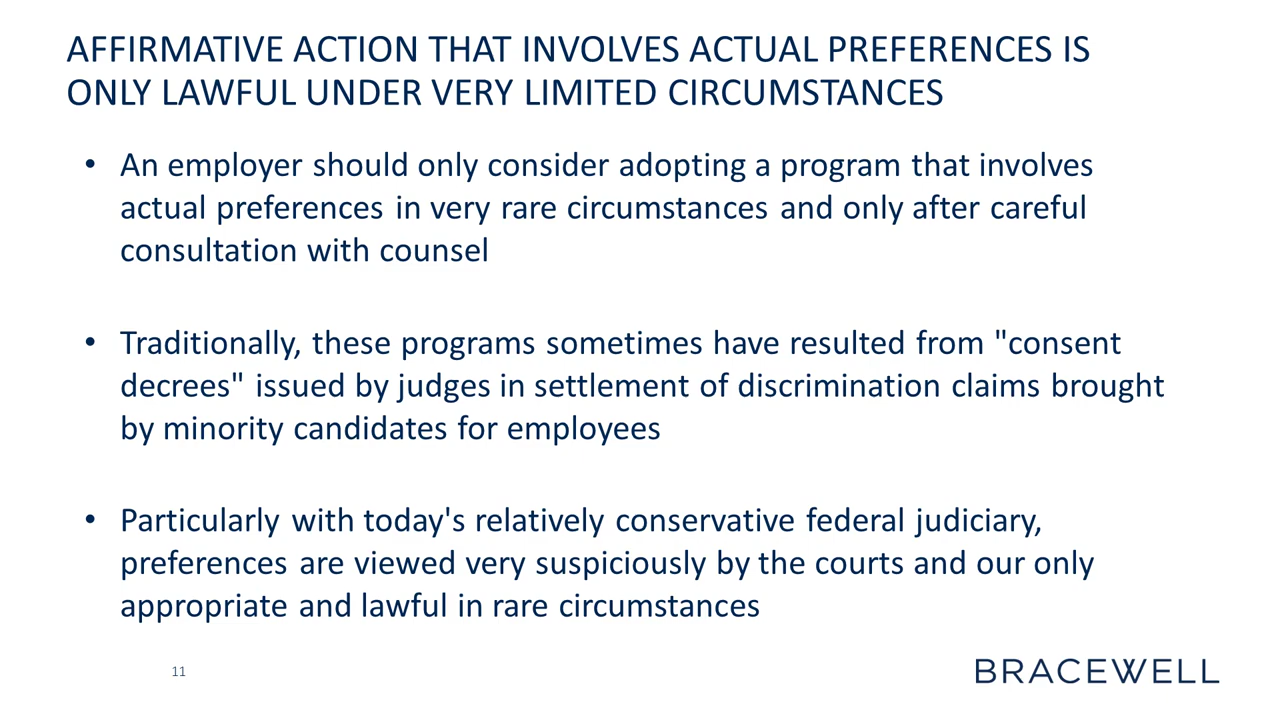 AFFIRMATIVE ACTION THAT INVOLVES ACTUAL PREFERENCES IS
ONLY LAWFUL UNDER VERY LIMITED CIRCUMSTANCES
• An employer should only consider adopting a program that involves
actual preferences in very rare circumstances and only after careful
consultation with counsel
• Traditionally, these programs sometimes have resulted from "consent
decrees" issued by judges in settlement of discrimination claims brought
by minority candidates for employees
• Particularly with today's relatively conservative federal judiciary,
preferences are viewed very suspiciously by the courts and our only
appropriate and lawful in rare circumstances
11
BRACEWELL